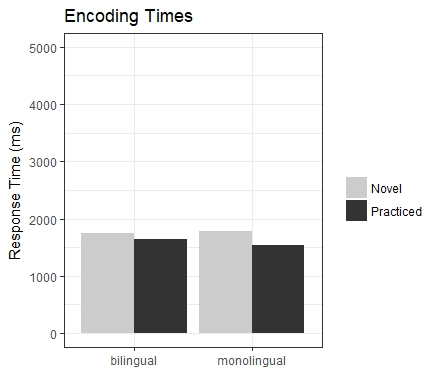 Encoding Times
Response Time (ms)
5000
4000
3000
2000
1000
0
bilingual
monolingual
Novel
Practiced